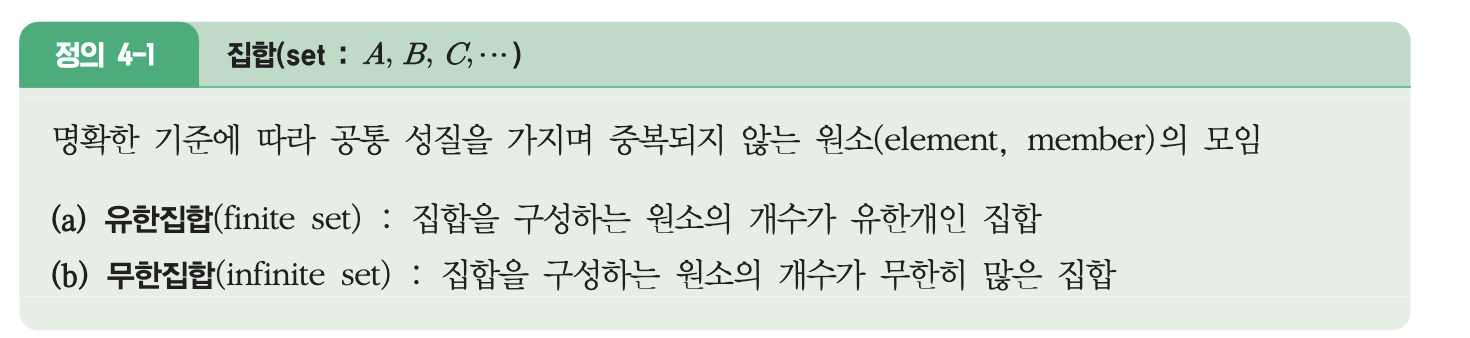 정의 4-1 집합(set : A, B, C, ⋯)
명확한 기준에 따라 공통 성질을 가지며 중복되지 않는 원소(element, member)의 모임
(a) 유한집합(finite set) : 집합을 구성하는 원소의 개수가 유한개인 집합
(b) 무한집합(infinite set) : 집합을 구성하는 원소의 개수가 무한히 많은 집합